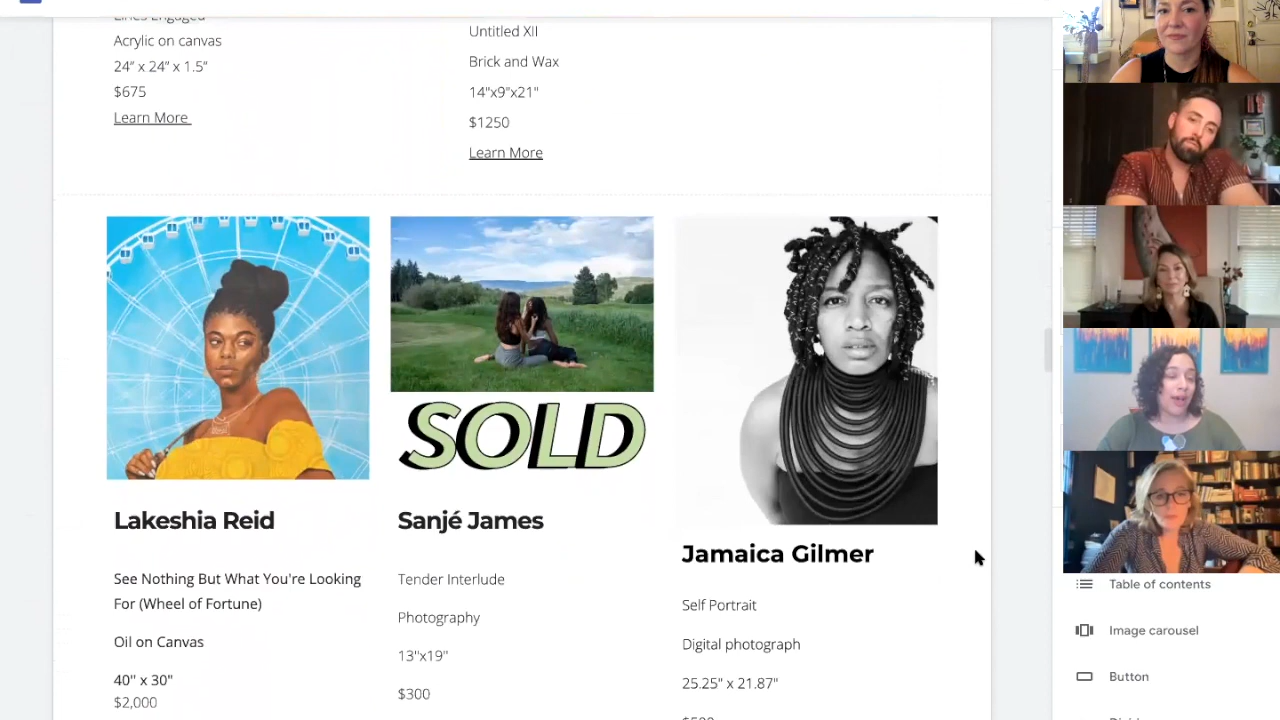 Lines Engaged
Acrylic on canvas
24” x 24” x 1.5”
$675
Learn More
Untitled XII
Brick and Wax
14"x9"x21"
$1250
Learn More
SOLD
Lakeshia Reid
See Nothing But What You're Looking
For (Wheel of Fortune)
Oil on Canvas
40" x 30"
$2,000
Sanjé James
Tender Interlude
Photography
13"x19"
$300
Jamaica Gilmer
Self Portrait
Digital photograph
25.25" x 21.87"
Table of contents
Image carousel
Button